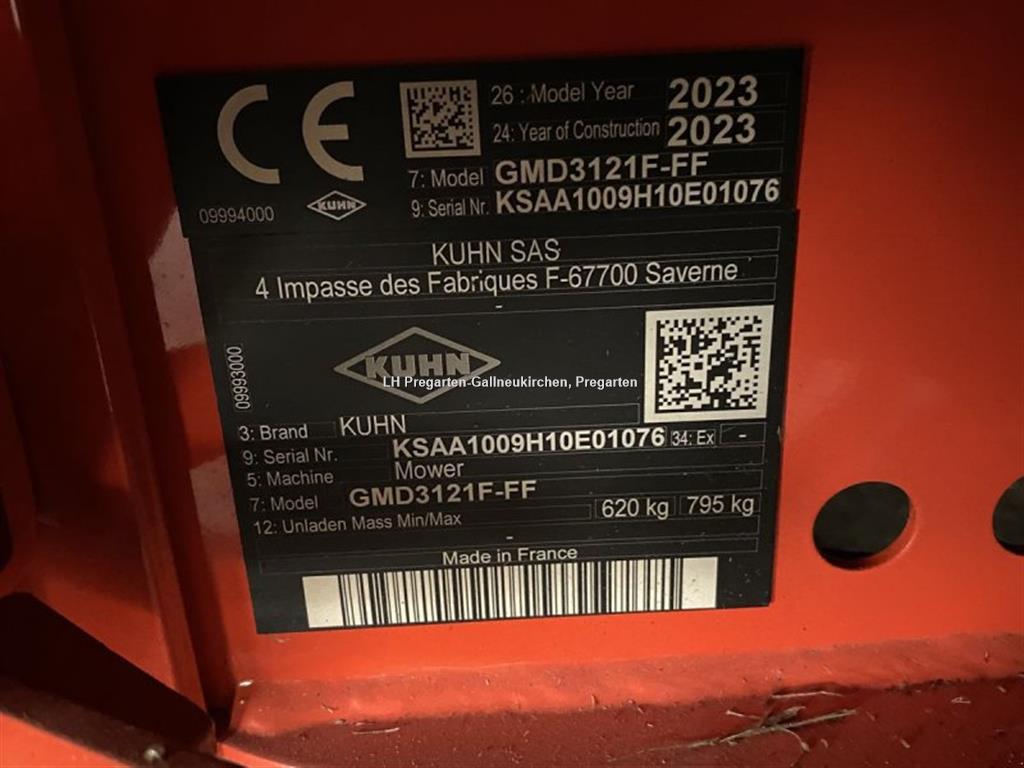 CE
26 : Model Year 2023
24: Year of Construction 2023
7: Model GMD3121F-FF
9: Serial Nr. KSAA1009H10E01076
09994000 KUHN
KUHN SAS
4 Impasse des Fabriques F-67700 Saverne
-
09993000
KUHN
LH Pregarten-Gallneukirchen, Pregarten
3: Brand KUHN
9: Serial Nr. KSAA1009H10E01076 34: Ex -
5: Machine Mower
7: Model GMD3121F-FF
12: Unladen Mass Min/Max 620 kg 795 kg
-
Made in France